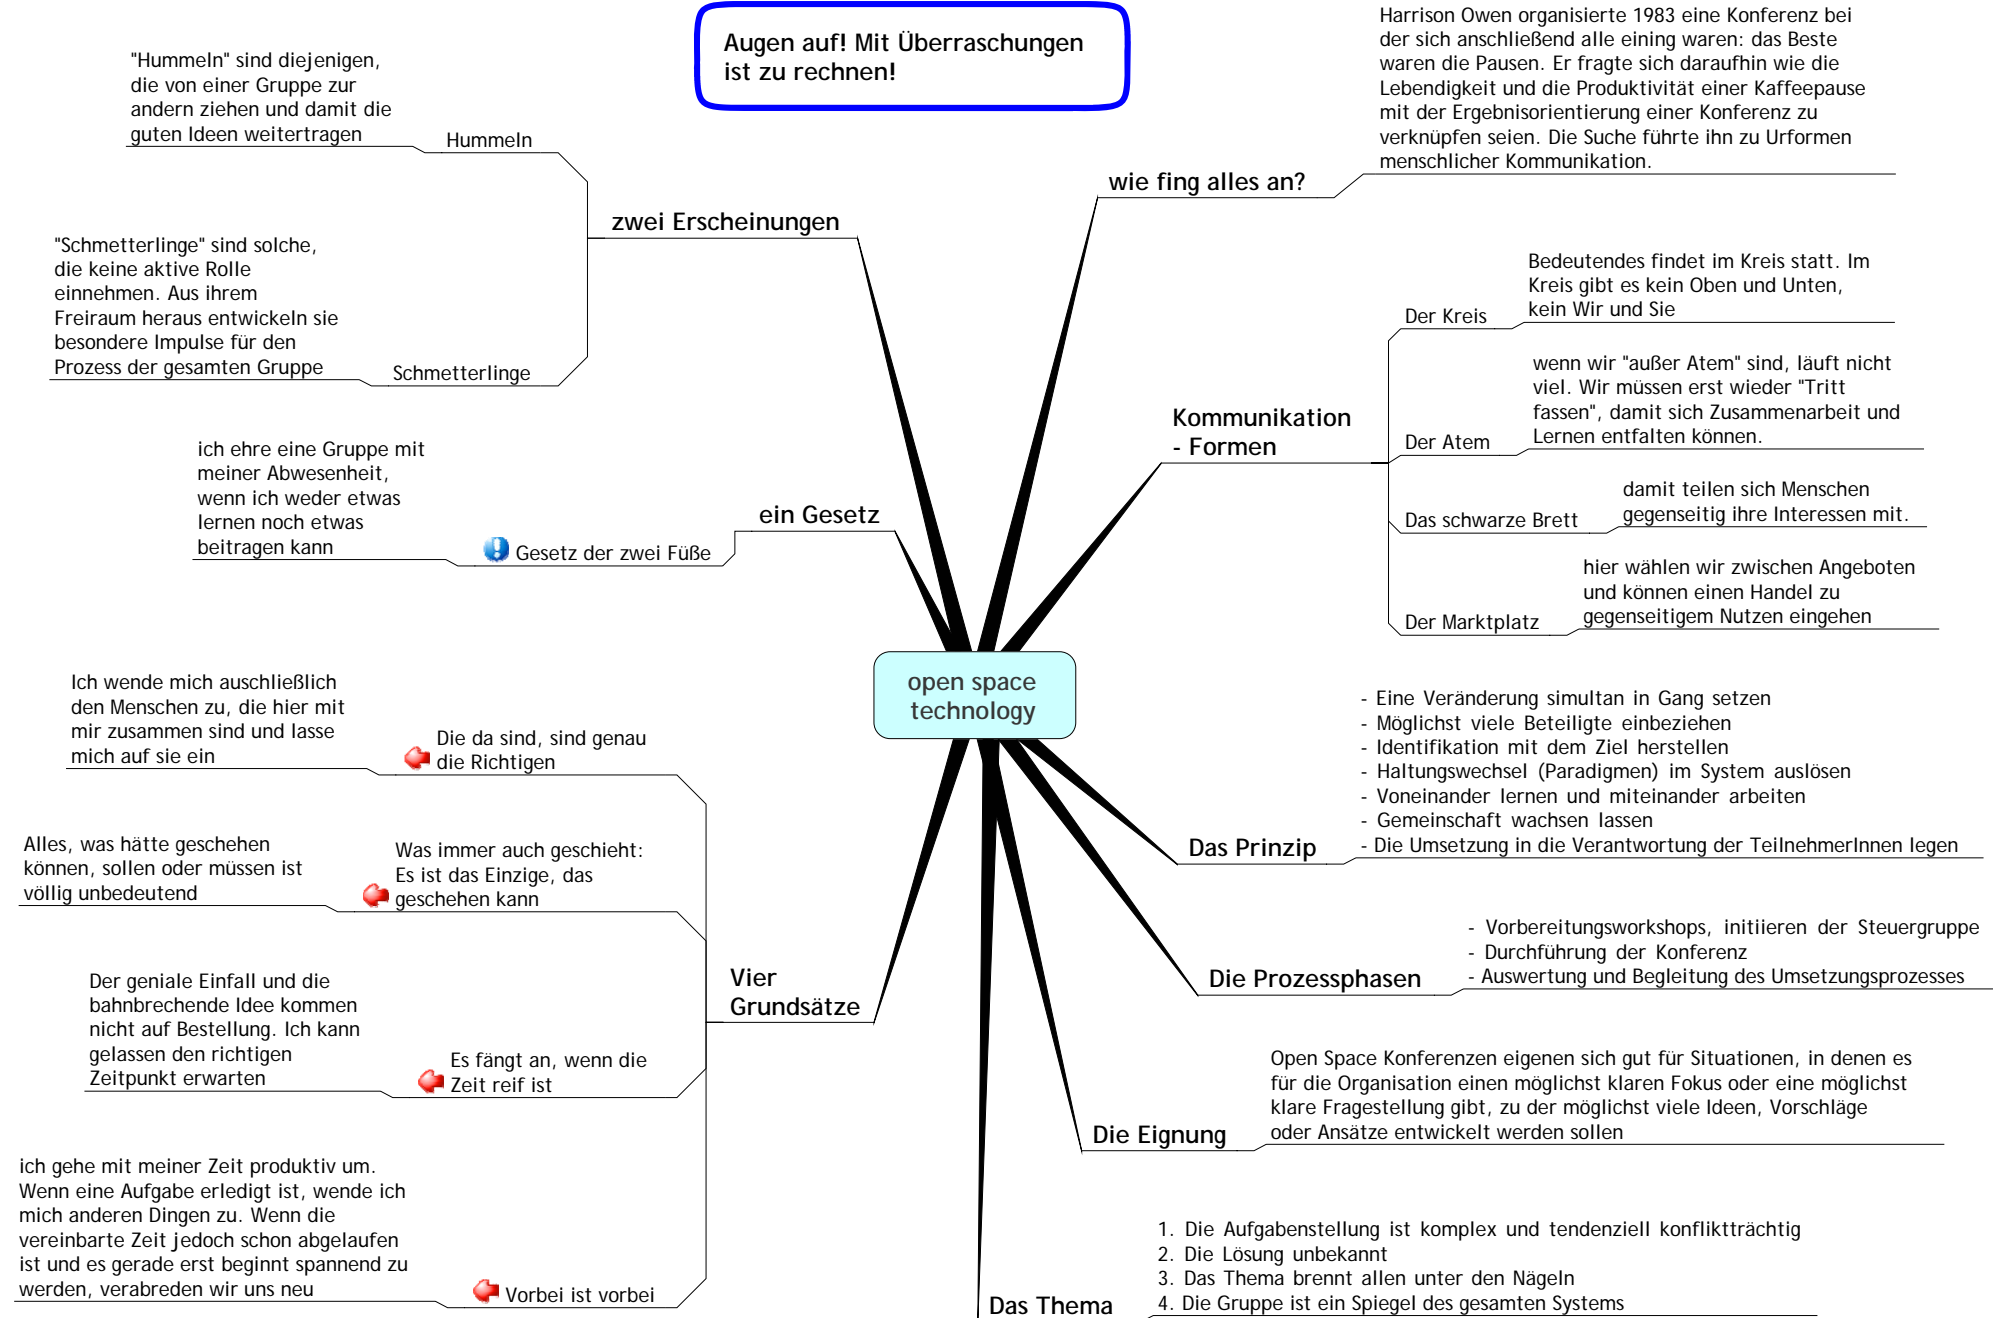 Augen auf! Mit Überraschungen
ist zu rechnen!
Harrison Owen organisierte 1983 eine Konferenz bei
der sich anschließend alle eining waren: das Beste
waren die Pausen. Er fragte sich daraufhin wie die
Lebendigkeit und die Produktivität einer Kaffeepause
mit der Ergebnisorientierung einer Konferenz zu
verknüpfen seien. Die Suche führte ihn zu Urformen
menschlicher Kommunikation.
wie fing alles an?
"Hummeln" sind diejenigen,
die von einer Gruppe zur
andern ziehen und damit die
guten Ideen weitertragen
Hummeln
zwei Erscheinungen
"Schmetterlinge" sind solche,
die keine aktive Rolle
einnehmen. Aus ihrem
Freiraum heraus entwickeln sie
besondere Impulse für den
Prozess der gesamten Gruppe
Schmetterlinge
Kommunikation
- Formen
Der Kreis
Bedeutendes findet im Kreis statt. Im
Kreis gibt es kein Oben und Unten,
kein Wir und Sie
Der Atem
wenn wir "außer Atem" sind, läuft nicht
viel. Wir müssen erst wieder "Tritt
fassen", damit sich Zusammenarbeit und
Lernen entfalten können.
Das schwarze Brett
damit teilen sich Menschen
gegenseitig ihre Interessen mit.
Der Marktplatz
hier wählen wir zwischen Angeboten
und können einen Handel zu
gegenseitigem Nutzen eingehen
ich ehre eine Gruppe mit
meiner Abwesenheit,
wenn ich weder etwas
lernen noch etwas
beitragen kann
Gesetz der zwei Füße
ein Gesetz
open space
technology
Ich wende mich auschließlich
den Menschen zu, die hier mit
mir zusammen sind und lasse
mich auf sie ein
Die da sind, sind genau
die Richtigen
Alles, was hätte geschehen
können, sollen oder müssen ist
völlig unbedeutend
Was immer auch geschieht:
Es ist das Einzige, das
geschehen kann
Vier
Grundsätze
Der geniale Einfall und die
bahnbrechende Idee kommen
nicht auf Bestellung. Ich kann
gelassen den richtigen
Zeitpunkt erwarten
Es fängt an, wenn die
Zeit reif ist
ich gehe mit meiner Zeit produktiv um.
Wenn eine Aufgabe erledigt ist, wende ich
mich anderen Dingen zu. Wenn die
vereinbarte Zeit jedoch schon abgelaufen
ist und es gerade erst beginnt spannend zu
werden, verabreden wir uns neu
Vorbei ist vorbei
Das Prinzip
- Eine Veränderung simultan in Gang setzen
- Möglichst viele Beteiligte einbeziehen
- Identifikation mit dem Ziel herstellen
- Haltungswechsel (Paradigmen) im System auslösen
- Voneinander lernen und miteinander arbeiten
- Gemeinschaft wachsen lassen
- Die Umsetzung in die Verantwortung der TeilnehmerInnen legen
Die Prozessphasen
- Vorbereitungsworkshops, initiieren der Steuergruppe
- Durchführung der Konferenz
- Auswertung und Begleitung des Umsetzungsprozesses
Die Eignung
Open Space Konferenzen eigenen sich gut für Situationen, in denen es
für die Organisation einen möglichst klaren Fokus oder eine möglichst
klare Fragestellung gibt, zu der möglichst viele Ideen, Vorschläge
oder Ansätze entwickelt werden sollen
Das Thema
1. Die Aufgabenstellung ist komplex und tendenziell konfliktträchtig
2. Die Lösung unbekannt
3. Das Thema brennt allen unter den Nägeln
4. Die Gruppe ist ein Spiegel des gesamten Systems